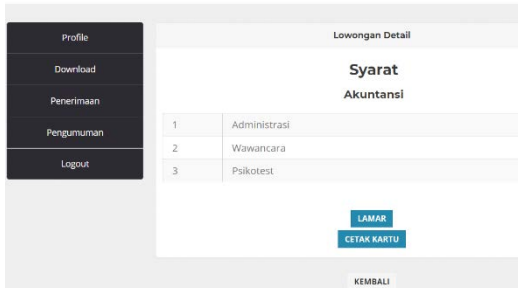 Profile
Download
Penerimaan
Pengumuman
Logout
Lowongan Detail
Syarat
Akuntansi
1 Administrasi
2 Wawancara
3 Psikotest
LAMAR
CETAK KARTU
KEMBALI